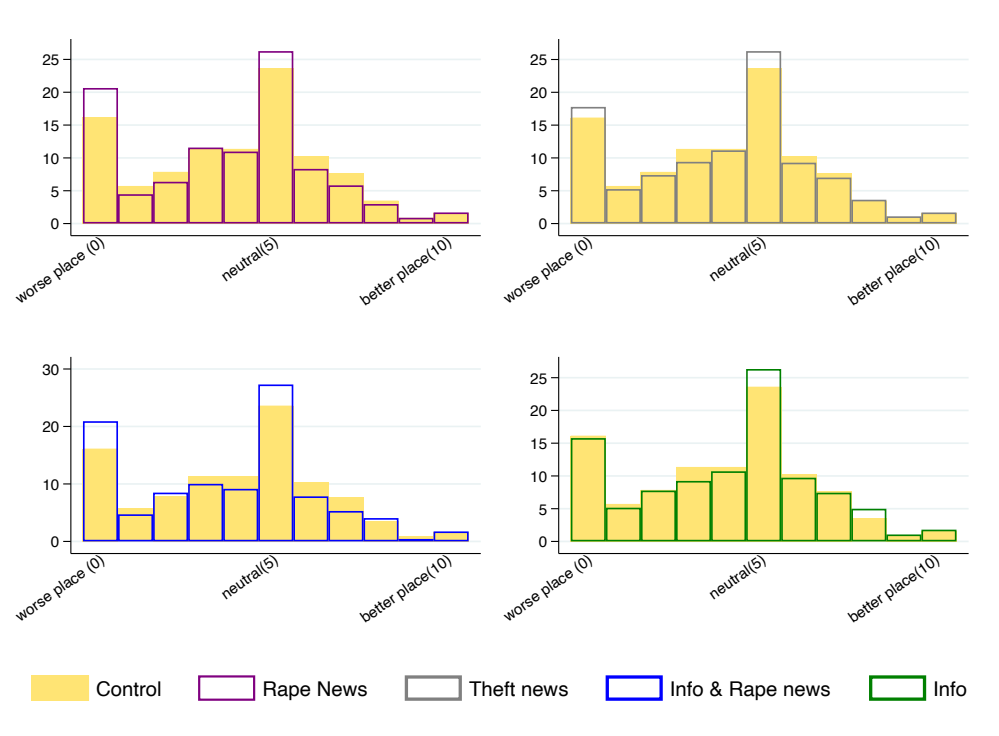 25
20
15
10
5
0
worse place (0)
neutral(5)
better place(10)
25
20
15
10
5
0
worse place (0)
neutral(5)
better place(10)
30
20
10
0
worse place (0)
neutral(5)
better place(10)
25
20
15
10
5
0
worse place (0)
neutral(5)
better place(10)
Control Rape News Theft news Info & Rape news Info